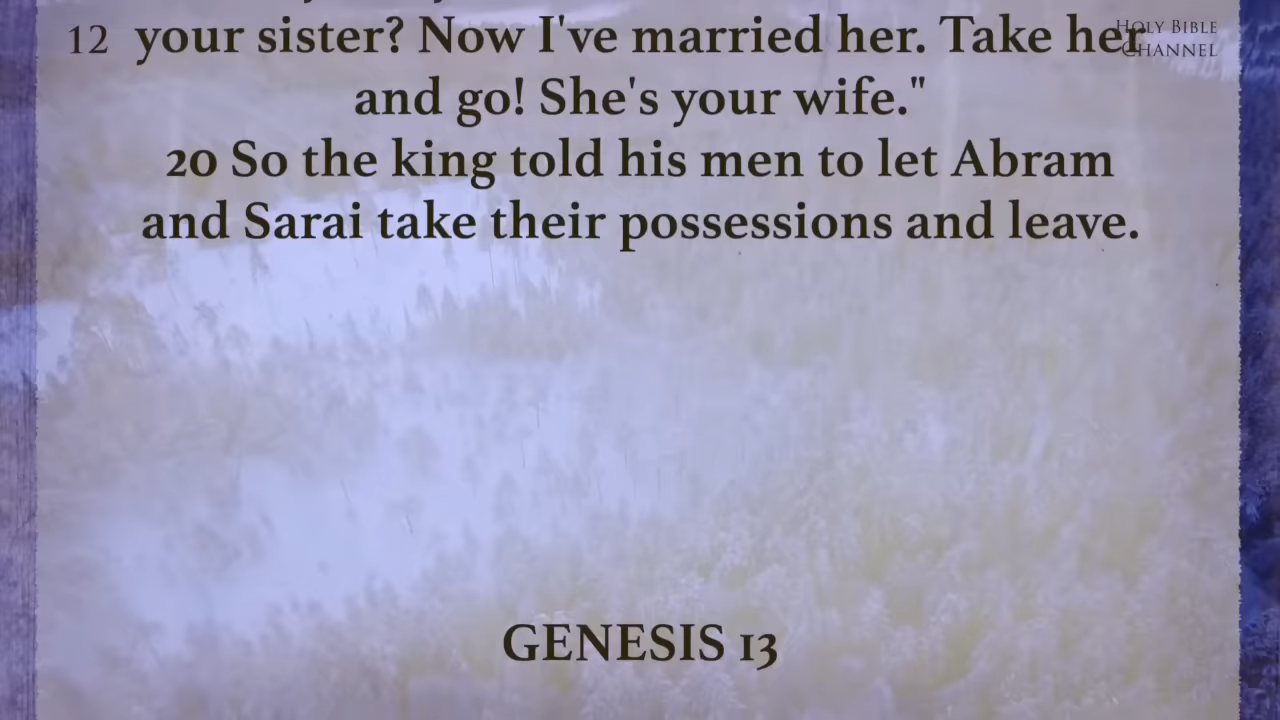 12 your sister? Now I've married her. Take her
HOLY BIBLE
CHANNEL
and go! She's your wife."
20 So the king told his men to let Abram
and Sarai take their possessions and leave.
GENESIS 13